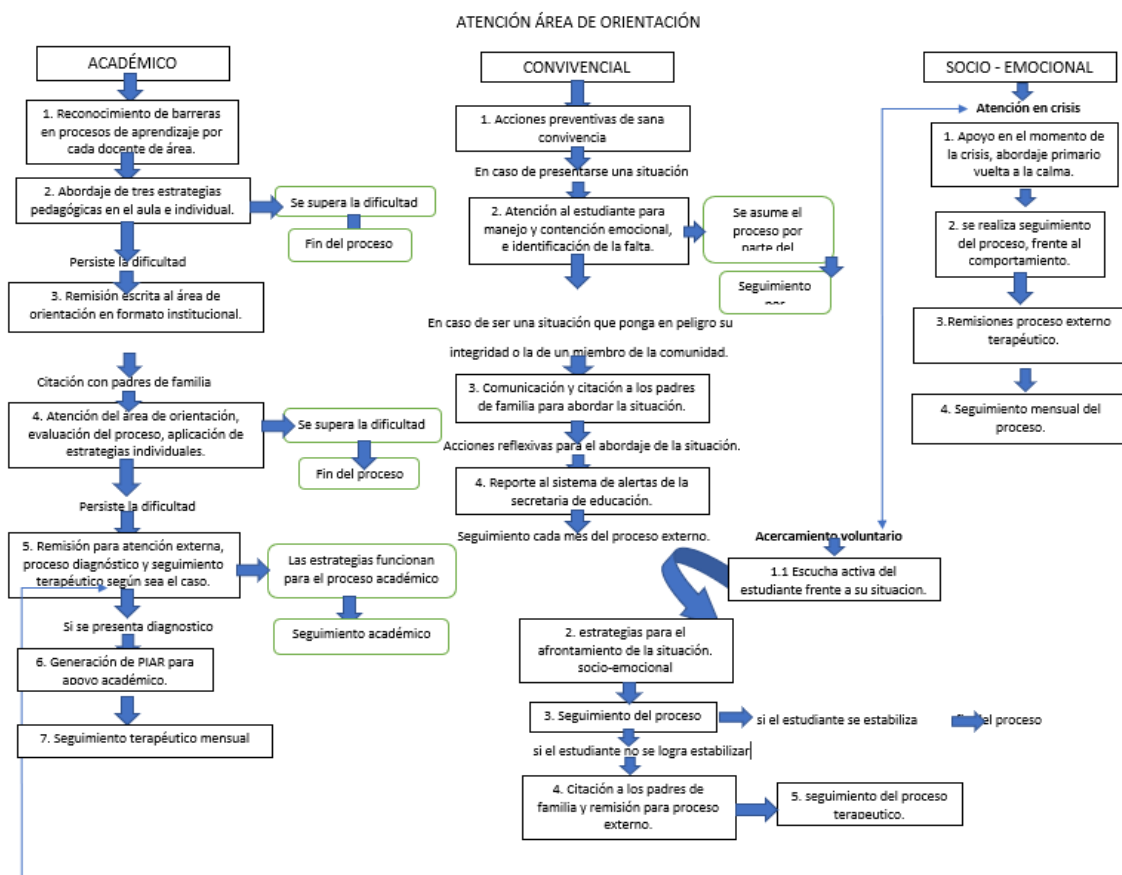 ATENCIÓN ÁREA DE ORIENTACIÓN
ACADÉMICO
1. Reconocimiento de barreras
en procesos de aprendizaje por
cada docente de área.
2. Abordaje de tres estrategias
pedagógicas en el aula e individual.
Se supera la dificultad
Fin del proceso
Persiste la dificultad
3. Remisión escrita al área de
orientación en formato institucional.
Citación con padres de familia
4. Atención del área de orientación,
evaluación del proceso, aplicación de
estrategias individuales.
Se supera la dificultad
Fin del proceso
Persiste la dificultad
5. Remisión para atención externa,
proceso diagnóstico y seguimiento
terapéutico según sea el caso.
Las estrategias funcionan
para el proceso académico
Seguimiento académico
Si se presenta diagnostico
6. Generación de PIAR para
apoyo académico.
7. Seguimiento terapéutico mensual
CONVIVENCIAL
1. Acciones preventivas de sana
convivencia
En caso de presentarse una situación
2. Atención al estudiante para
manejo y contención emocional,
e identificación de la falta.
Se asume el
proceso por
parte del
Seguimiento
por
En caso de ser una situación que ponga en peligro su
integridad o la de un miembro de la comunidad.
3. Comunicación y citación a los padres
de familia para abordar la situación.
Acciones reflexivas para el abordaje de la situación.
4. Reporte al sistema de alertas de la
secretaria de educación.
Seguimiento cada mes del proceso externo.
SOCIO - EMOCIONAL
Atención en crisis
1. Apoyo en el momento de
la crisis, abordaje primario
vuelta a la calma.
2. se realiza seguimiento
del proceso, frente al
comportamiento.
3.Remisiones proceso externo
terapéutico.
4. Seguimiento mensual del
proceso.
Acercamiento voluntario
1.1 Escucha activa del
estudiante frente a su situacion.
2. estrategias para el
afrontamiento de la situación.
socio-emocional
3. Seguimiento del proceso
si el estudiante se estabiliza
del proceso
si el estudiante no se logra estabilizar
4. Citación a los padres de
familia y remisión para proceso
externo.
5. seguimiento del proceso
terapeutico.